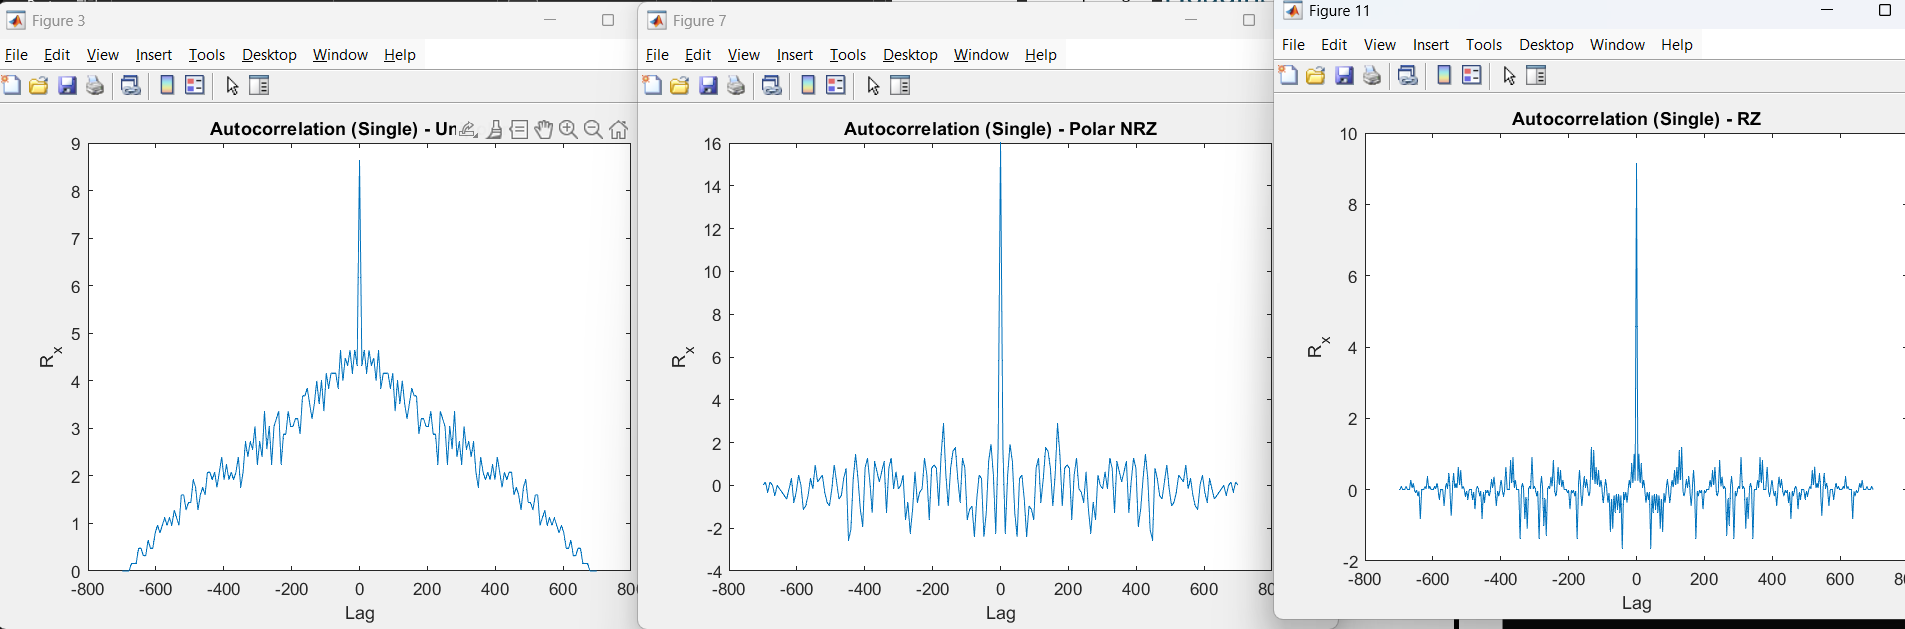 Figure 3
File Edit View Insert Tools Desktop Window Help
Autocorrelation (Single) - Un
9
8
7
6
5
4
3
2
1
0
R_x
-800 -600 -400 -200 0 200 400 600 80
Lag
Figure 7
File Edit View Insert Tools Desktop Window Help
Autocorrelation (Single) - Polar NRZ
16
14
12
10
8
6
4
2
0
-2
-4
R_x
-800 -600 -400 -200 0 200 400 600 80
Lag
Figure 11
File Edit View Insert Tools Desktop Window Help
Autocorrelation (Single) - RZ
10
8
6
4
2
0
-2
R_x
-800 -600 -400 -200 0 200 400 600 8
Lag